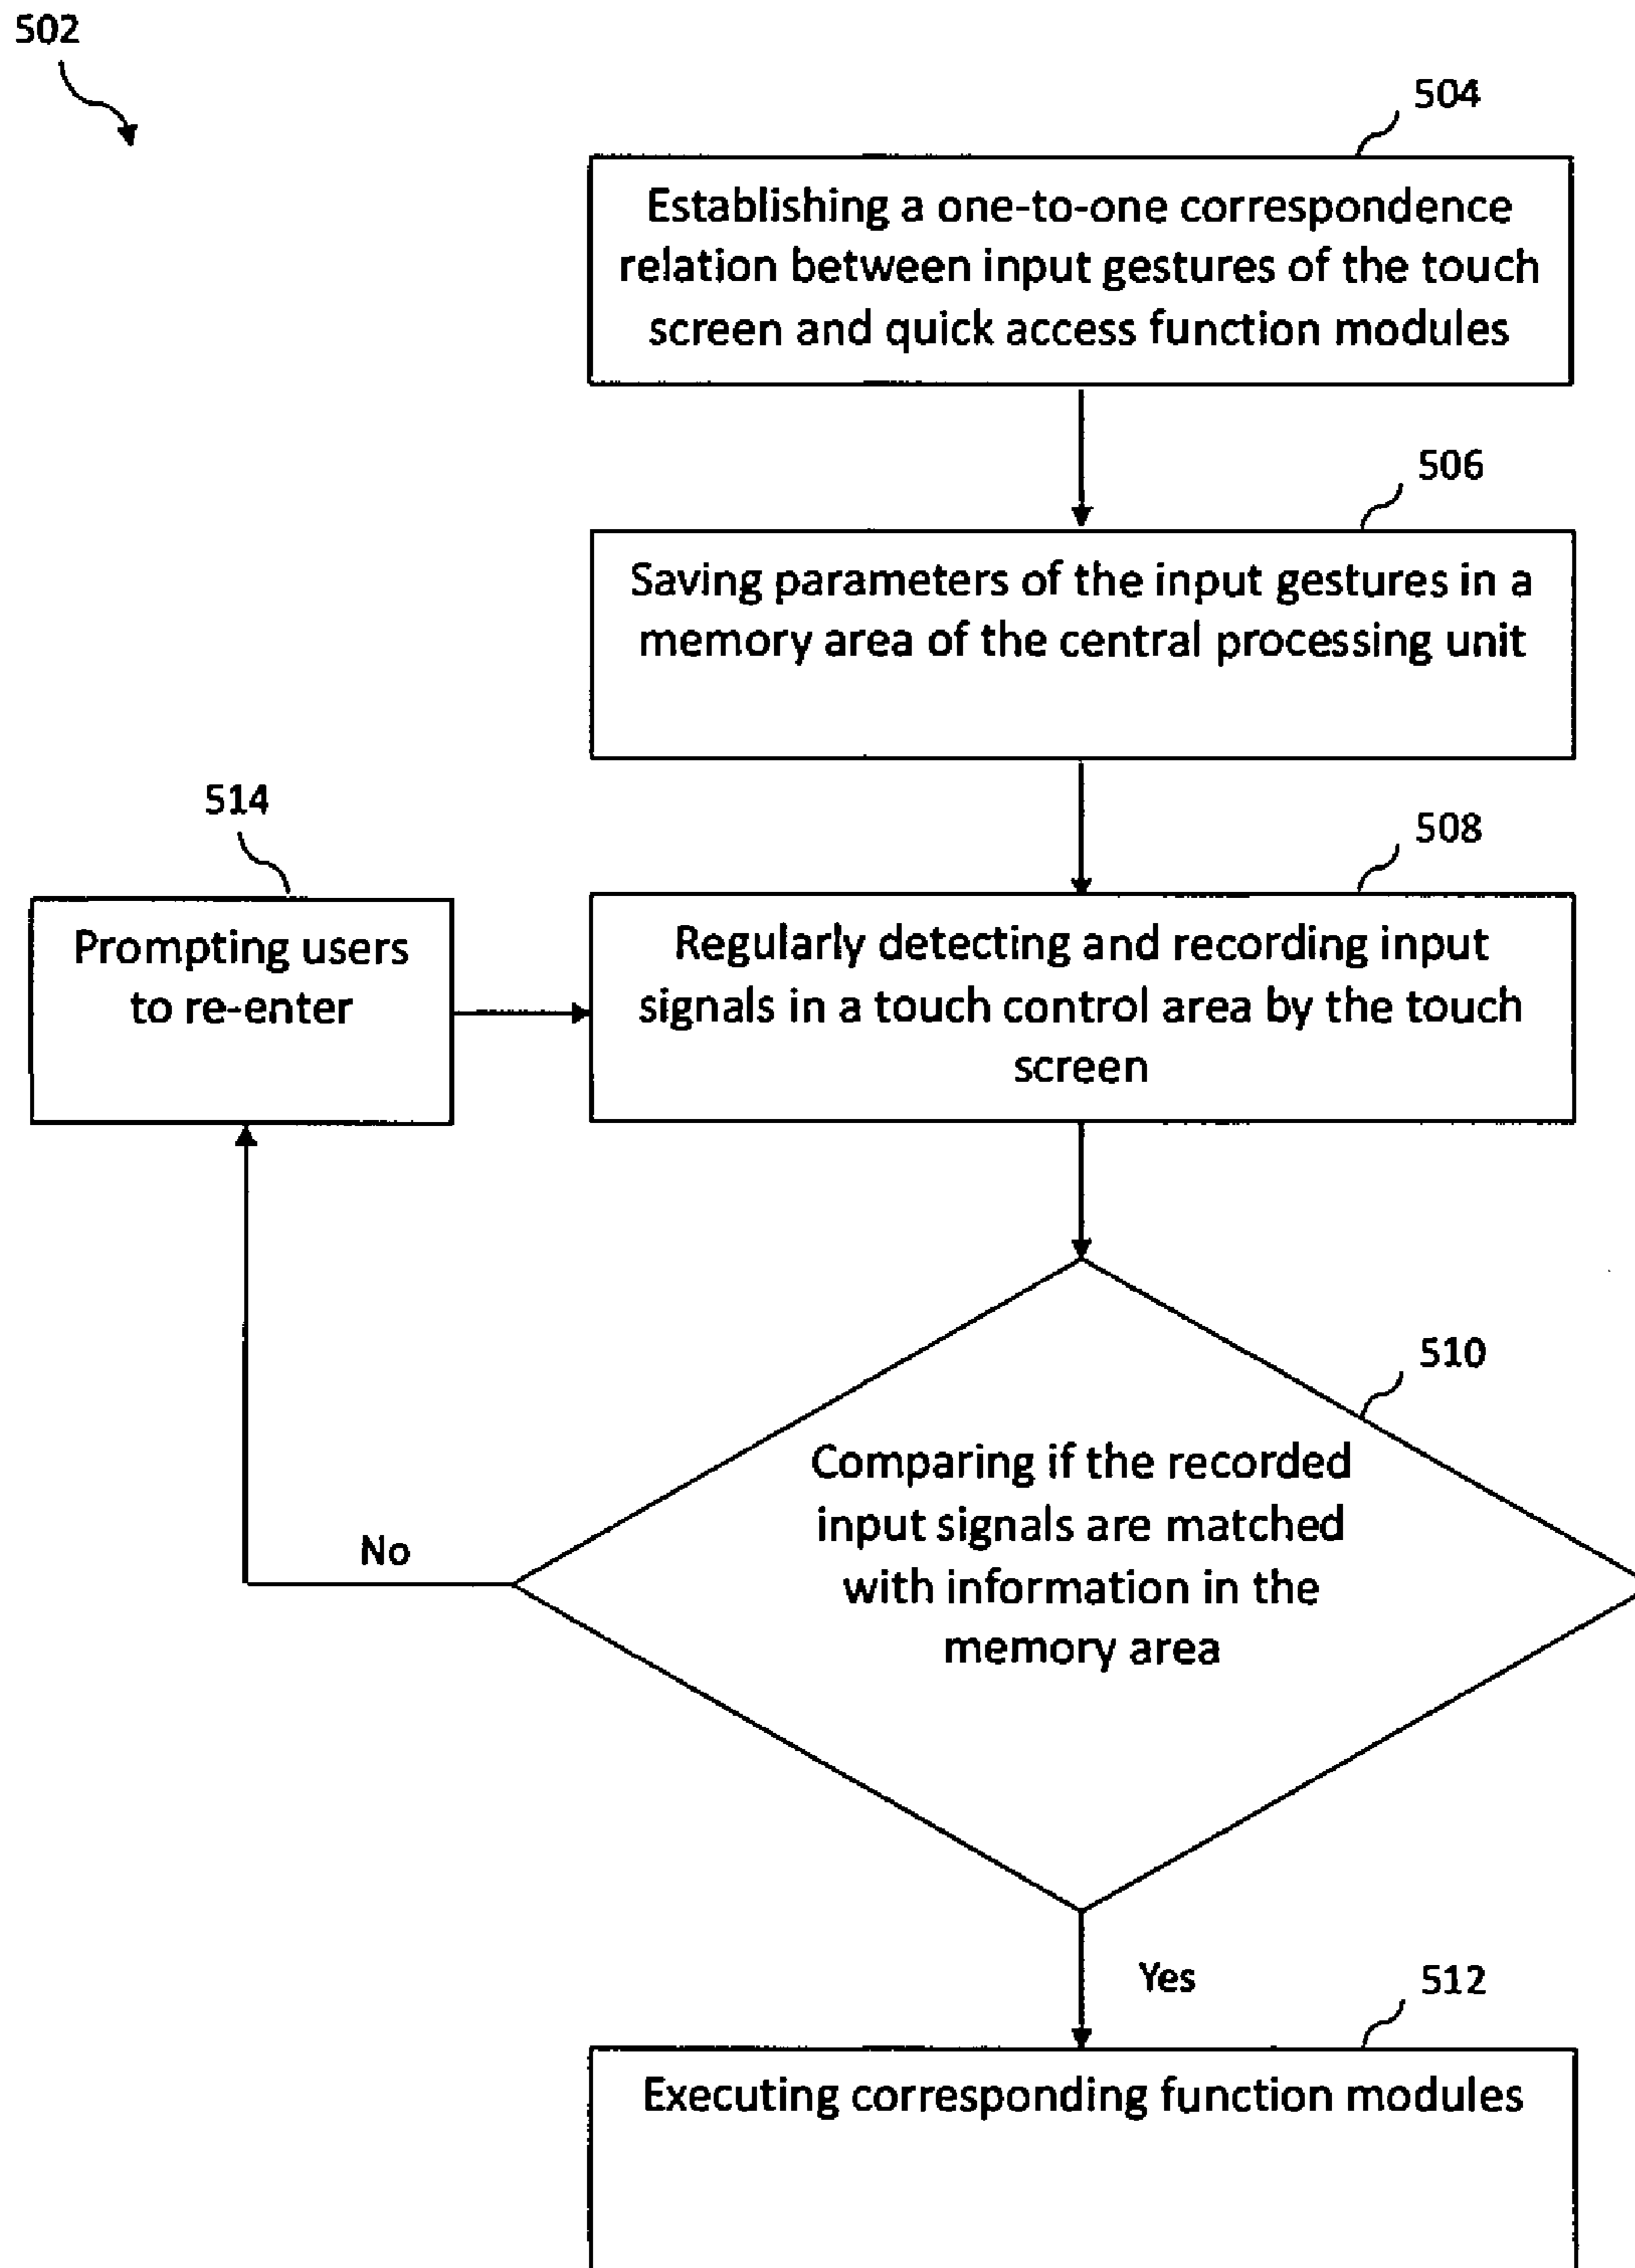 502
504
Establishing a one-to-one correspondence
relation between input gestures of the touch
screen and quick access function modules
506
Saving parameters of the input gestures in a
memory area of the central processing unit
514
Prompting users
to re-enter
508
Regularly detecting and recording input
signals in a touch control area by the touch
screen
510
Comparing if the recorded
input signals are matched
with information in the
memory area
No
Yes
512
Executing corresponding function modules